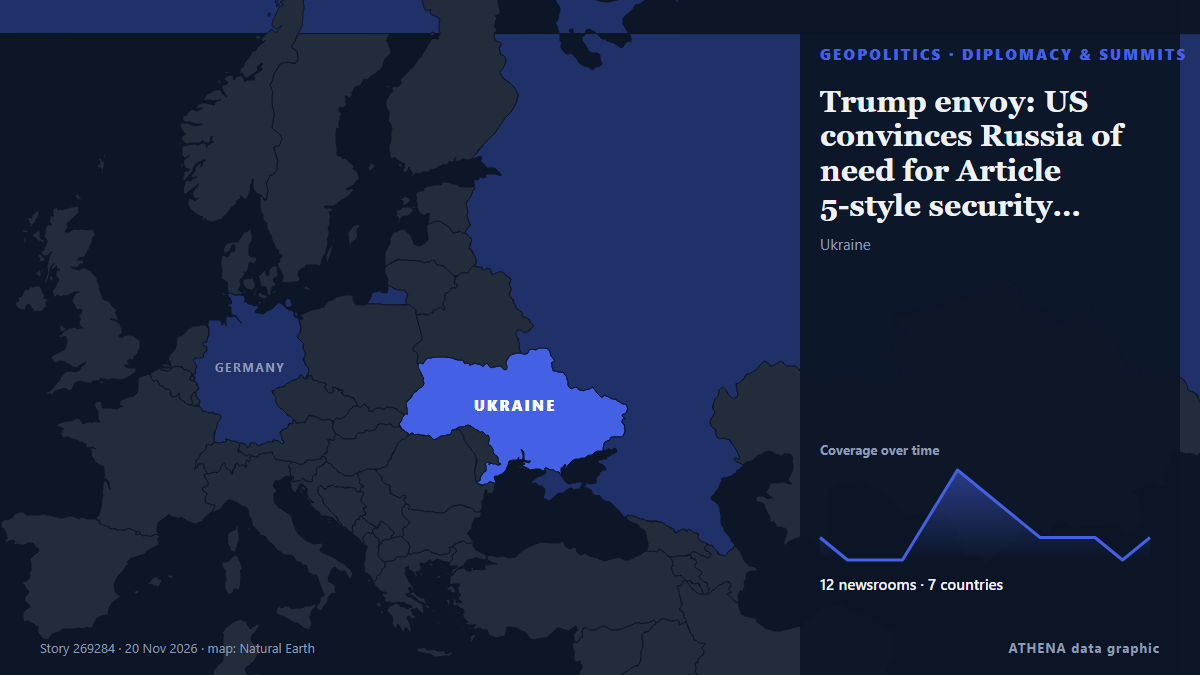 GEOPOLITICS · DIPLOMACY & SUMMITS
Trump envoy: US
convinces Russia of
need for Article
5-style security...
Ukraine
GERMANY
UKRAINE
Coverage over time
12 newsrooms · 7 countries
Story 269284 · 20 Nov 2026 · map: Natural Earth
ATHENA data graphic